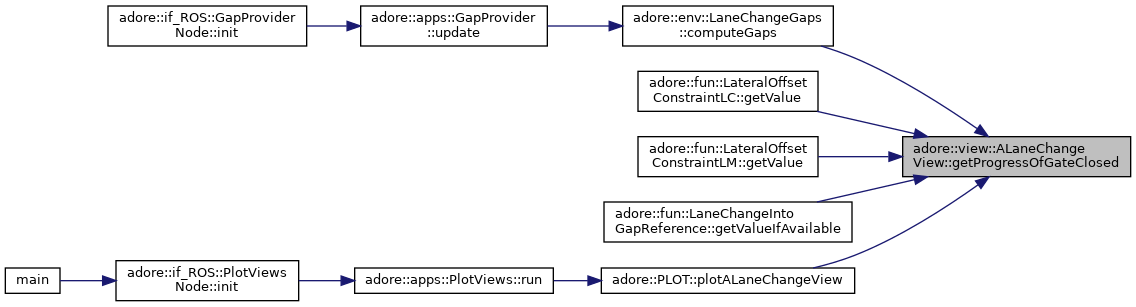 adore::if_ROS::GapProvider
Node::init
adore::apps::GapProvider
::update
adore::env::LaneChangeGaps
::computeGaps
adore::fun::LateralOffset
ConstraintLC::getValue
adore::fun::LateralOffset
ConstraintLM::getValue
adore::view::ALaneChange
View::getProgressOfGateClosed
adore::fun::LaneChangeInto
GapReference::getValueIfAvailable
main
adore::if_ROS::PlotViews
Node::init
adore::apps::PlotViews::run
adore::PLOT::plotALaneChangeView